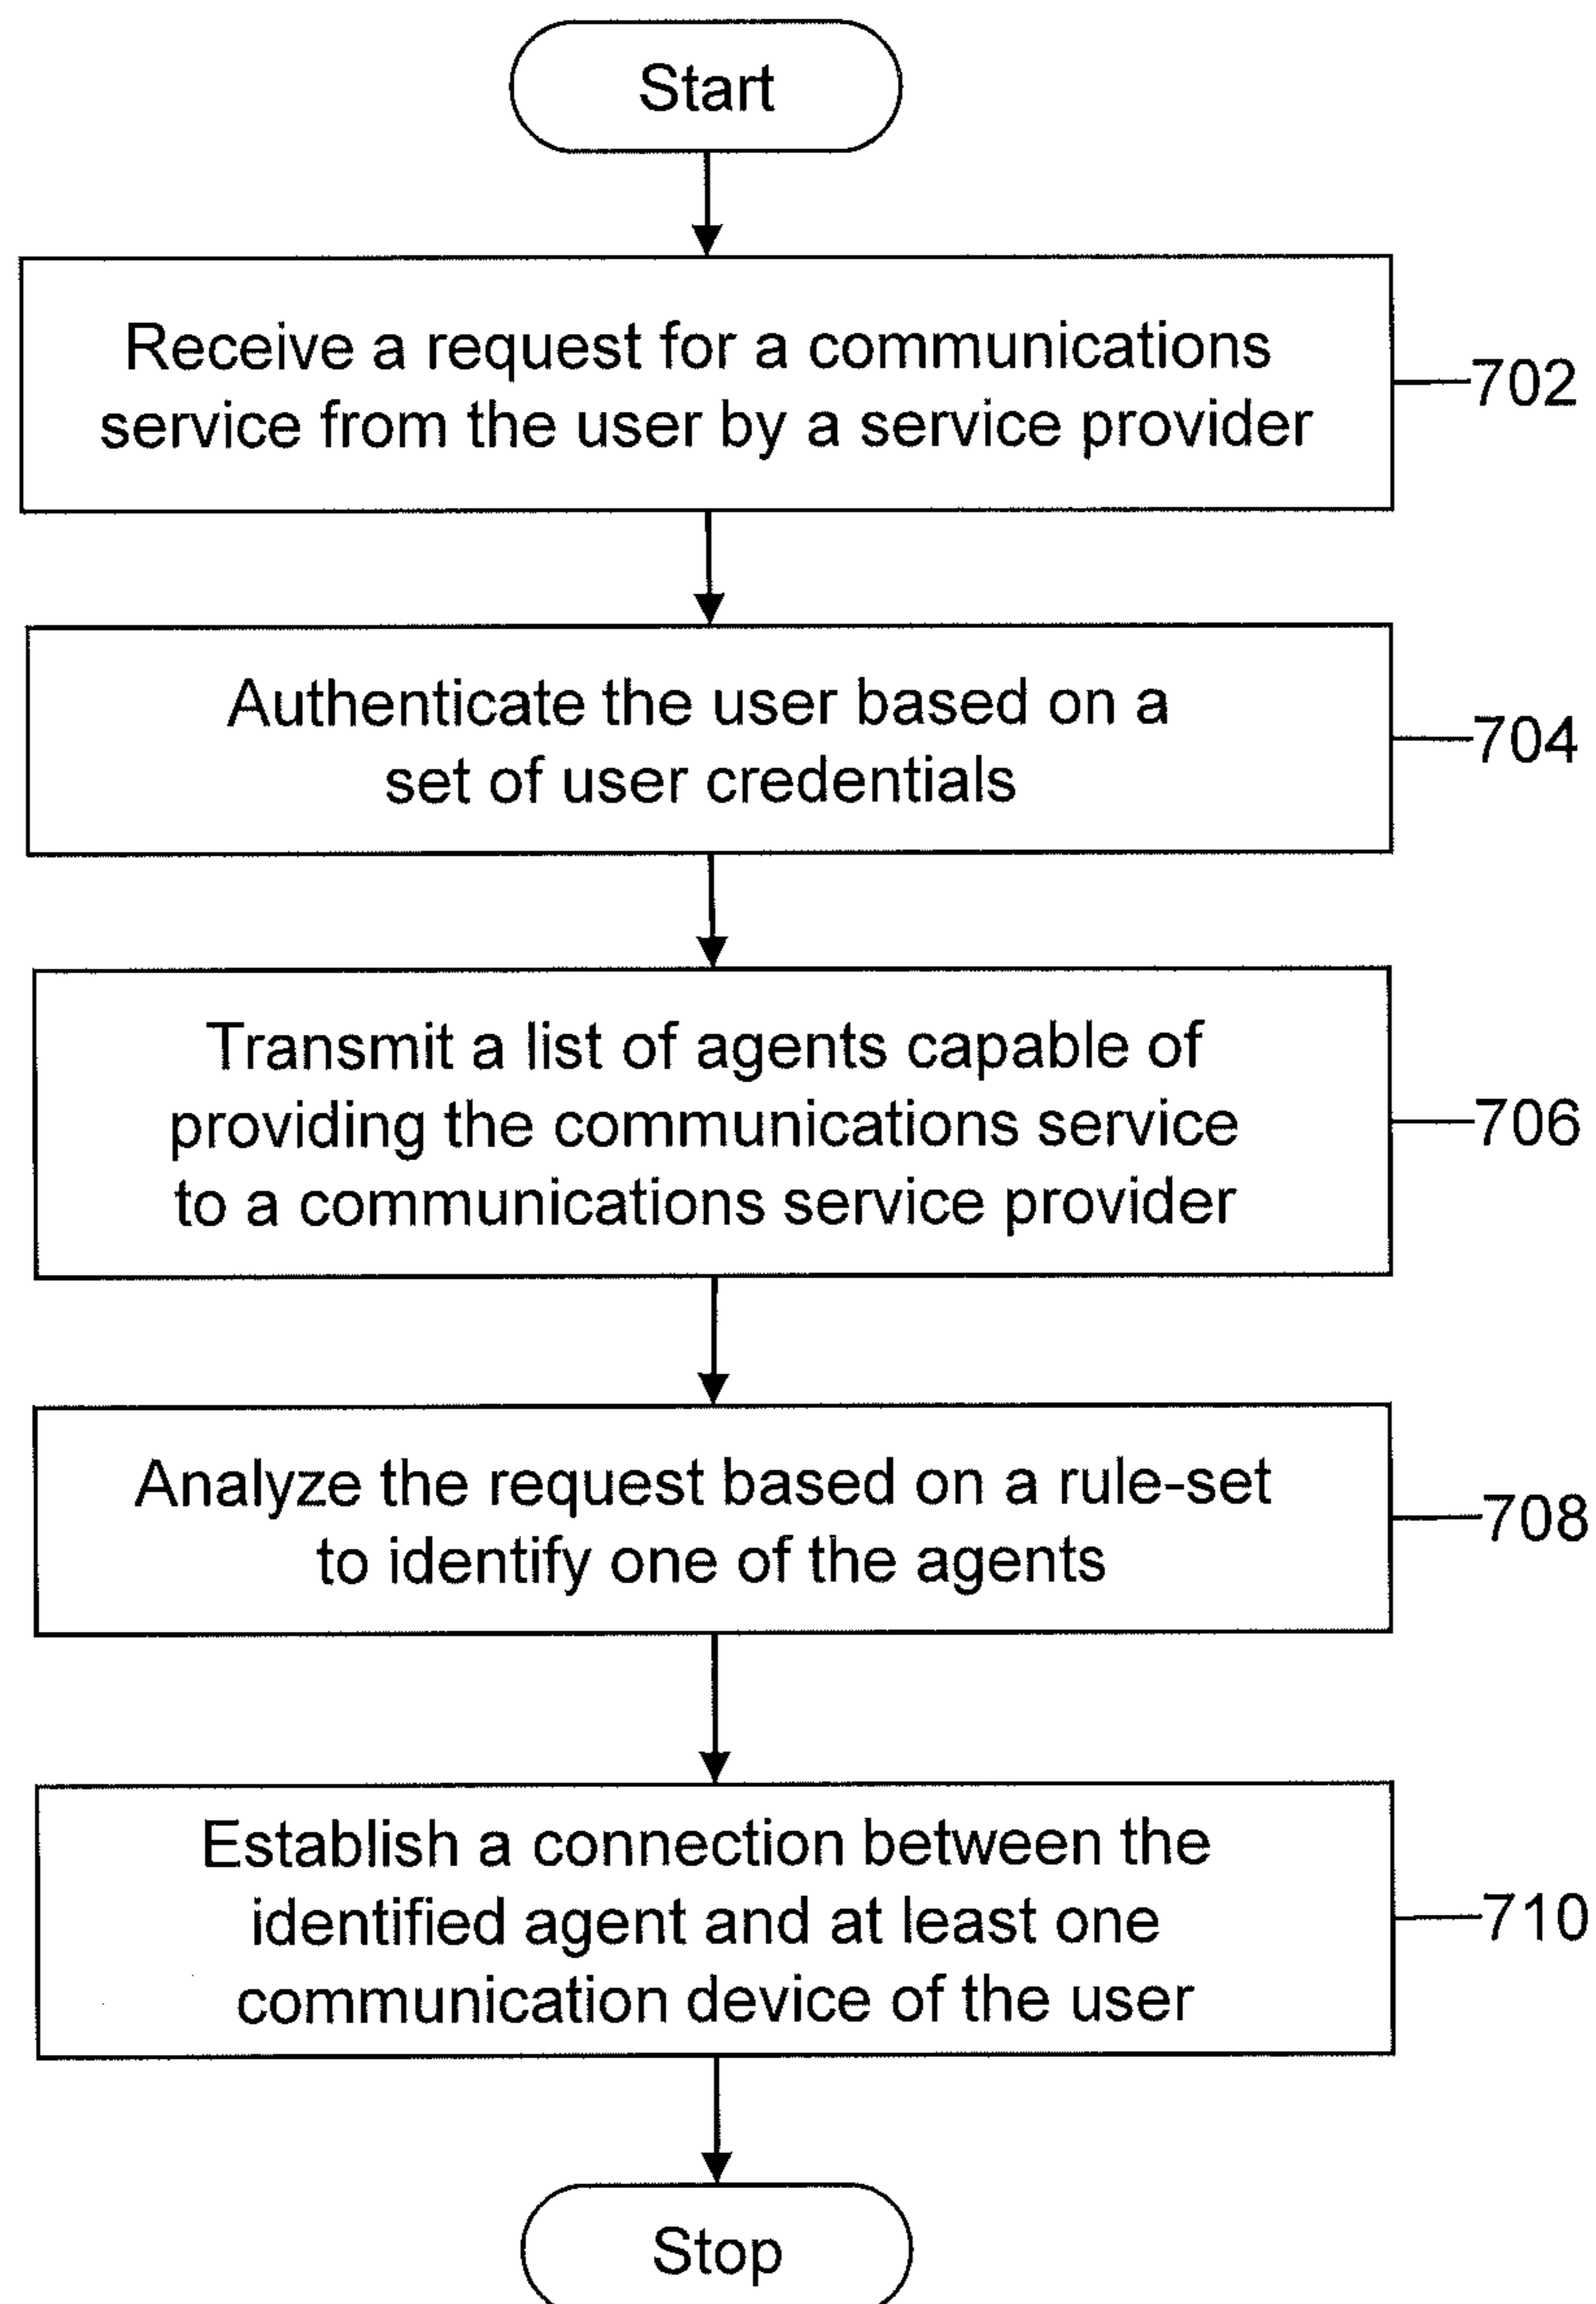 Start
Receive a request for a communications
service from the user by a service provider
702
Authenticate the user based on a
set of user credentials
704
Transmit a list of agents capable of
providing the communications service
to a communications service provider
706
Analyze the request based on a rule-set
to identify one of the agents
708
Establish a connection between the
identified agent and at least one
communication device of the user
710
Stop